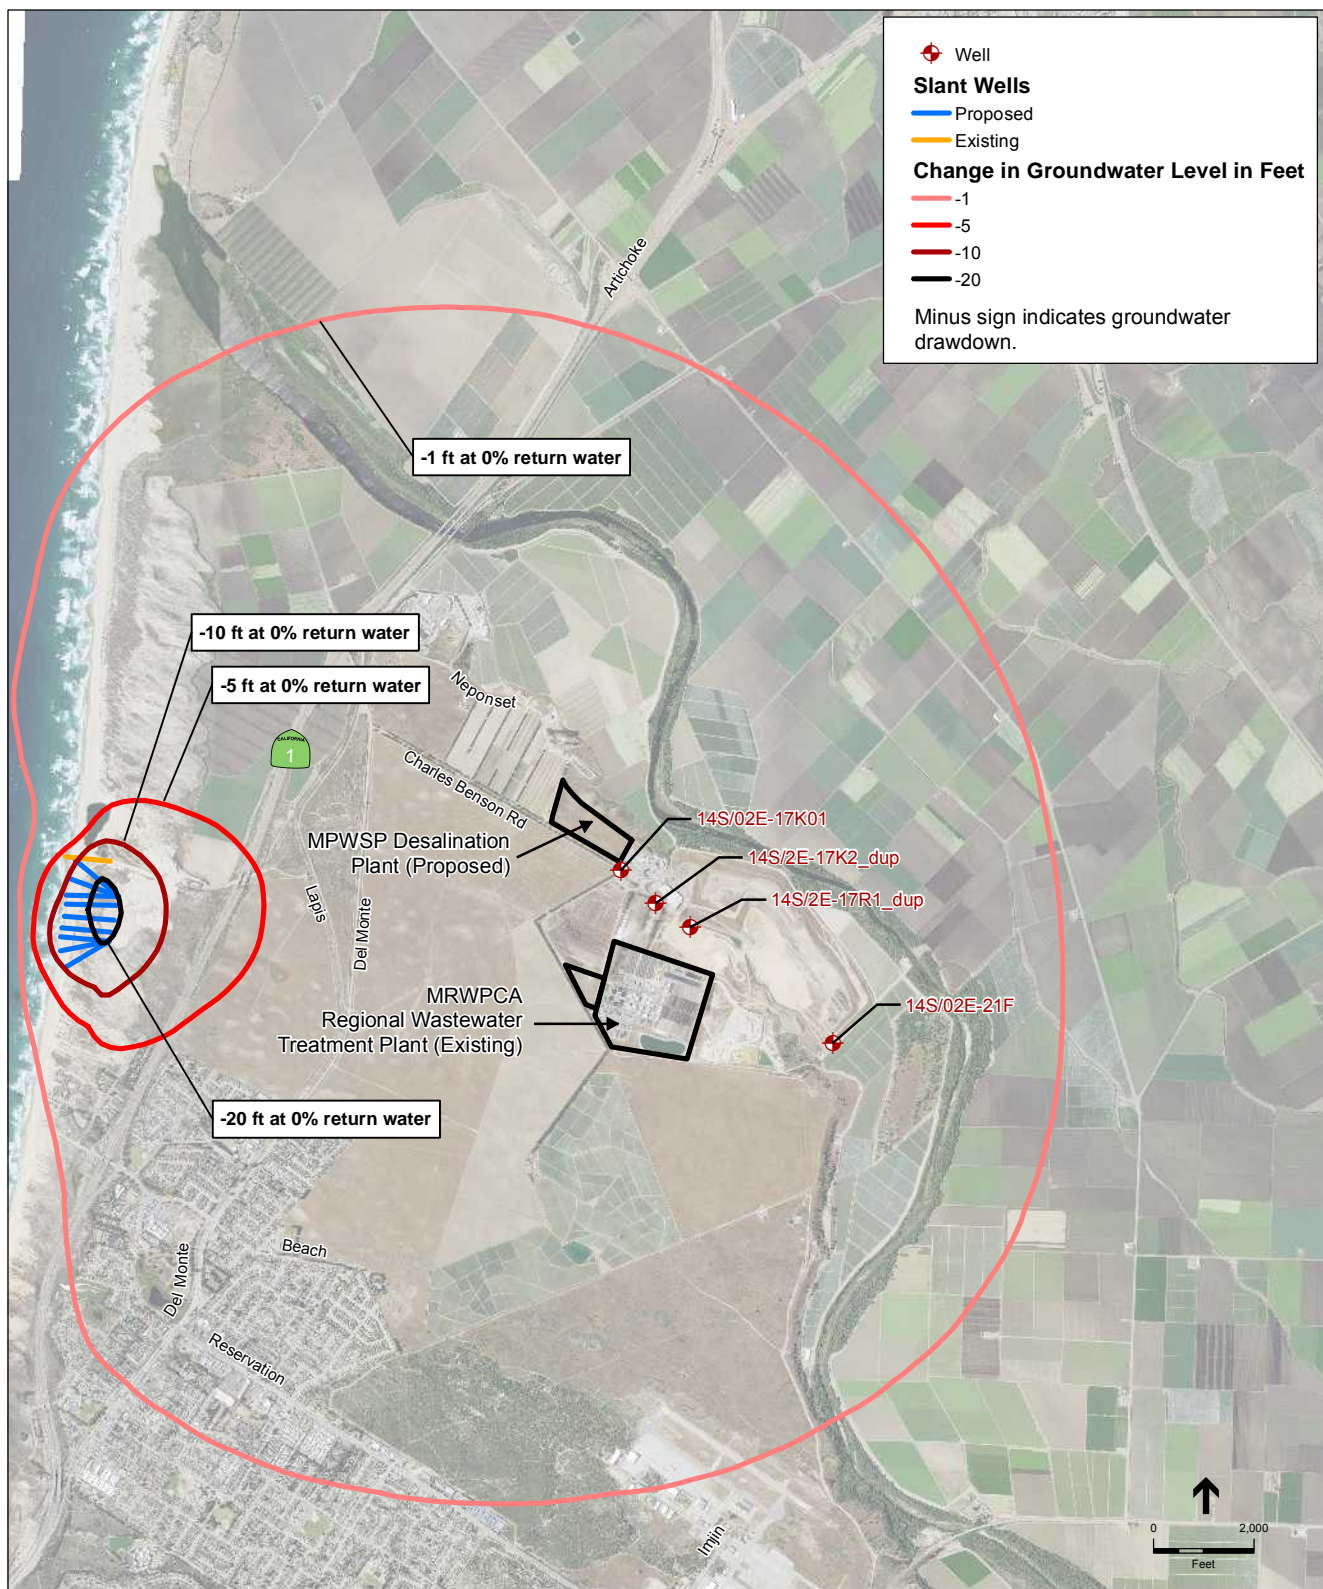 Well
Slant Wells
Proposed
Existing
Change in Groundwater Level in Feet
-1
-5
-10
-20
Minus sign indicates groundwater
drawdown.
Artichoke
-1 ft at 0% return water
-10 ft at 0% return water
-5 ft at 0% return water
Neponset
CALIFORNIA
1
Charles Benson Rd
MPWSP Desalination
Plant (Proposed)
14S/02E-17K01
14S/2E-17K2_dup
14S/2E-17R1_dup
Lapis
Del Monte
MRWPCA
Regional Wastewater
Treatment Plant (Existing)
14S/02E-21F
-20 ft at 0% return water
Beach
Del Monte
Reservation
Imjin
0 2,000
Feet